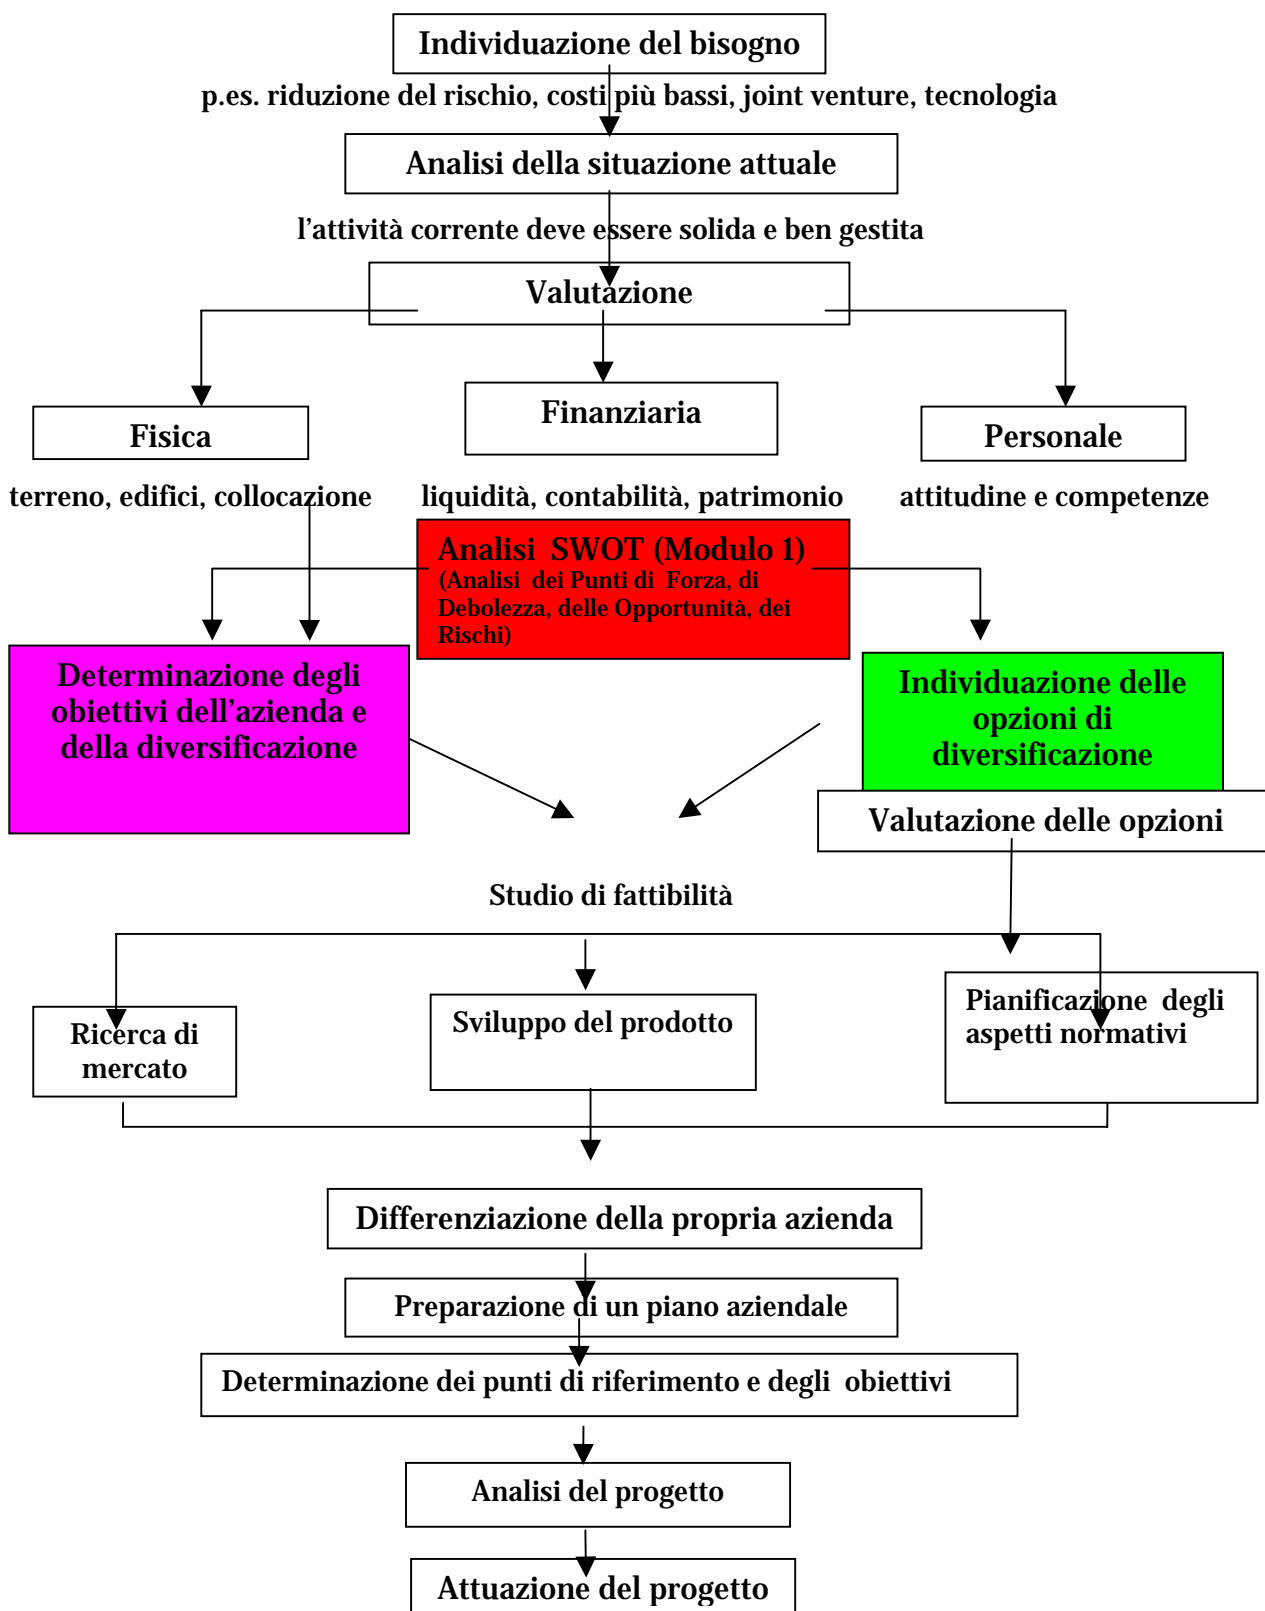 Individuazione del bisogno
p.es. riduzione del rischio, costi più bassi, joint venture, tecnologia
Analisi della situazione attuale
l’attività corrente deve essere solida e ben gestita
Valutazione
Fisica
Finanziaria
Personale
terreno, edifici, collocazione
liquidità, contabilità, patrimonio
attitudine e competenze
Analisi SWOT (Modulo 1)
(Analisi dei Punti di Forza, di
Debolezza, delle Opportunità, dei
Rischi)
Determinazione degli
obiettivi dell’azienda e
della diversificazione
Individuazione delle
opzioni di
diversificazione
Valutazione delle opzioni
Studio di fattibilità
Ricerca di
mercato
Sviluppo del prodotto
Pianificazione degli
aspetti normativi
Differenziazione della propria azienda
Preparazione di un piano aziendale
Determinazione dei punti di riferimento e degli obiettivi
Analisi del progetto
Attuazione del progetto